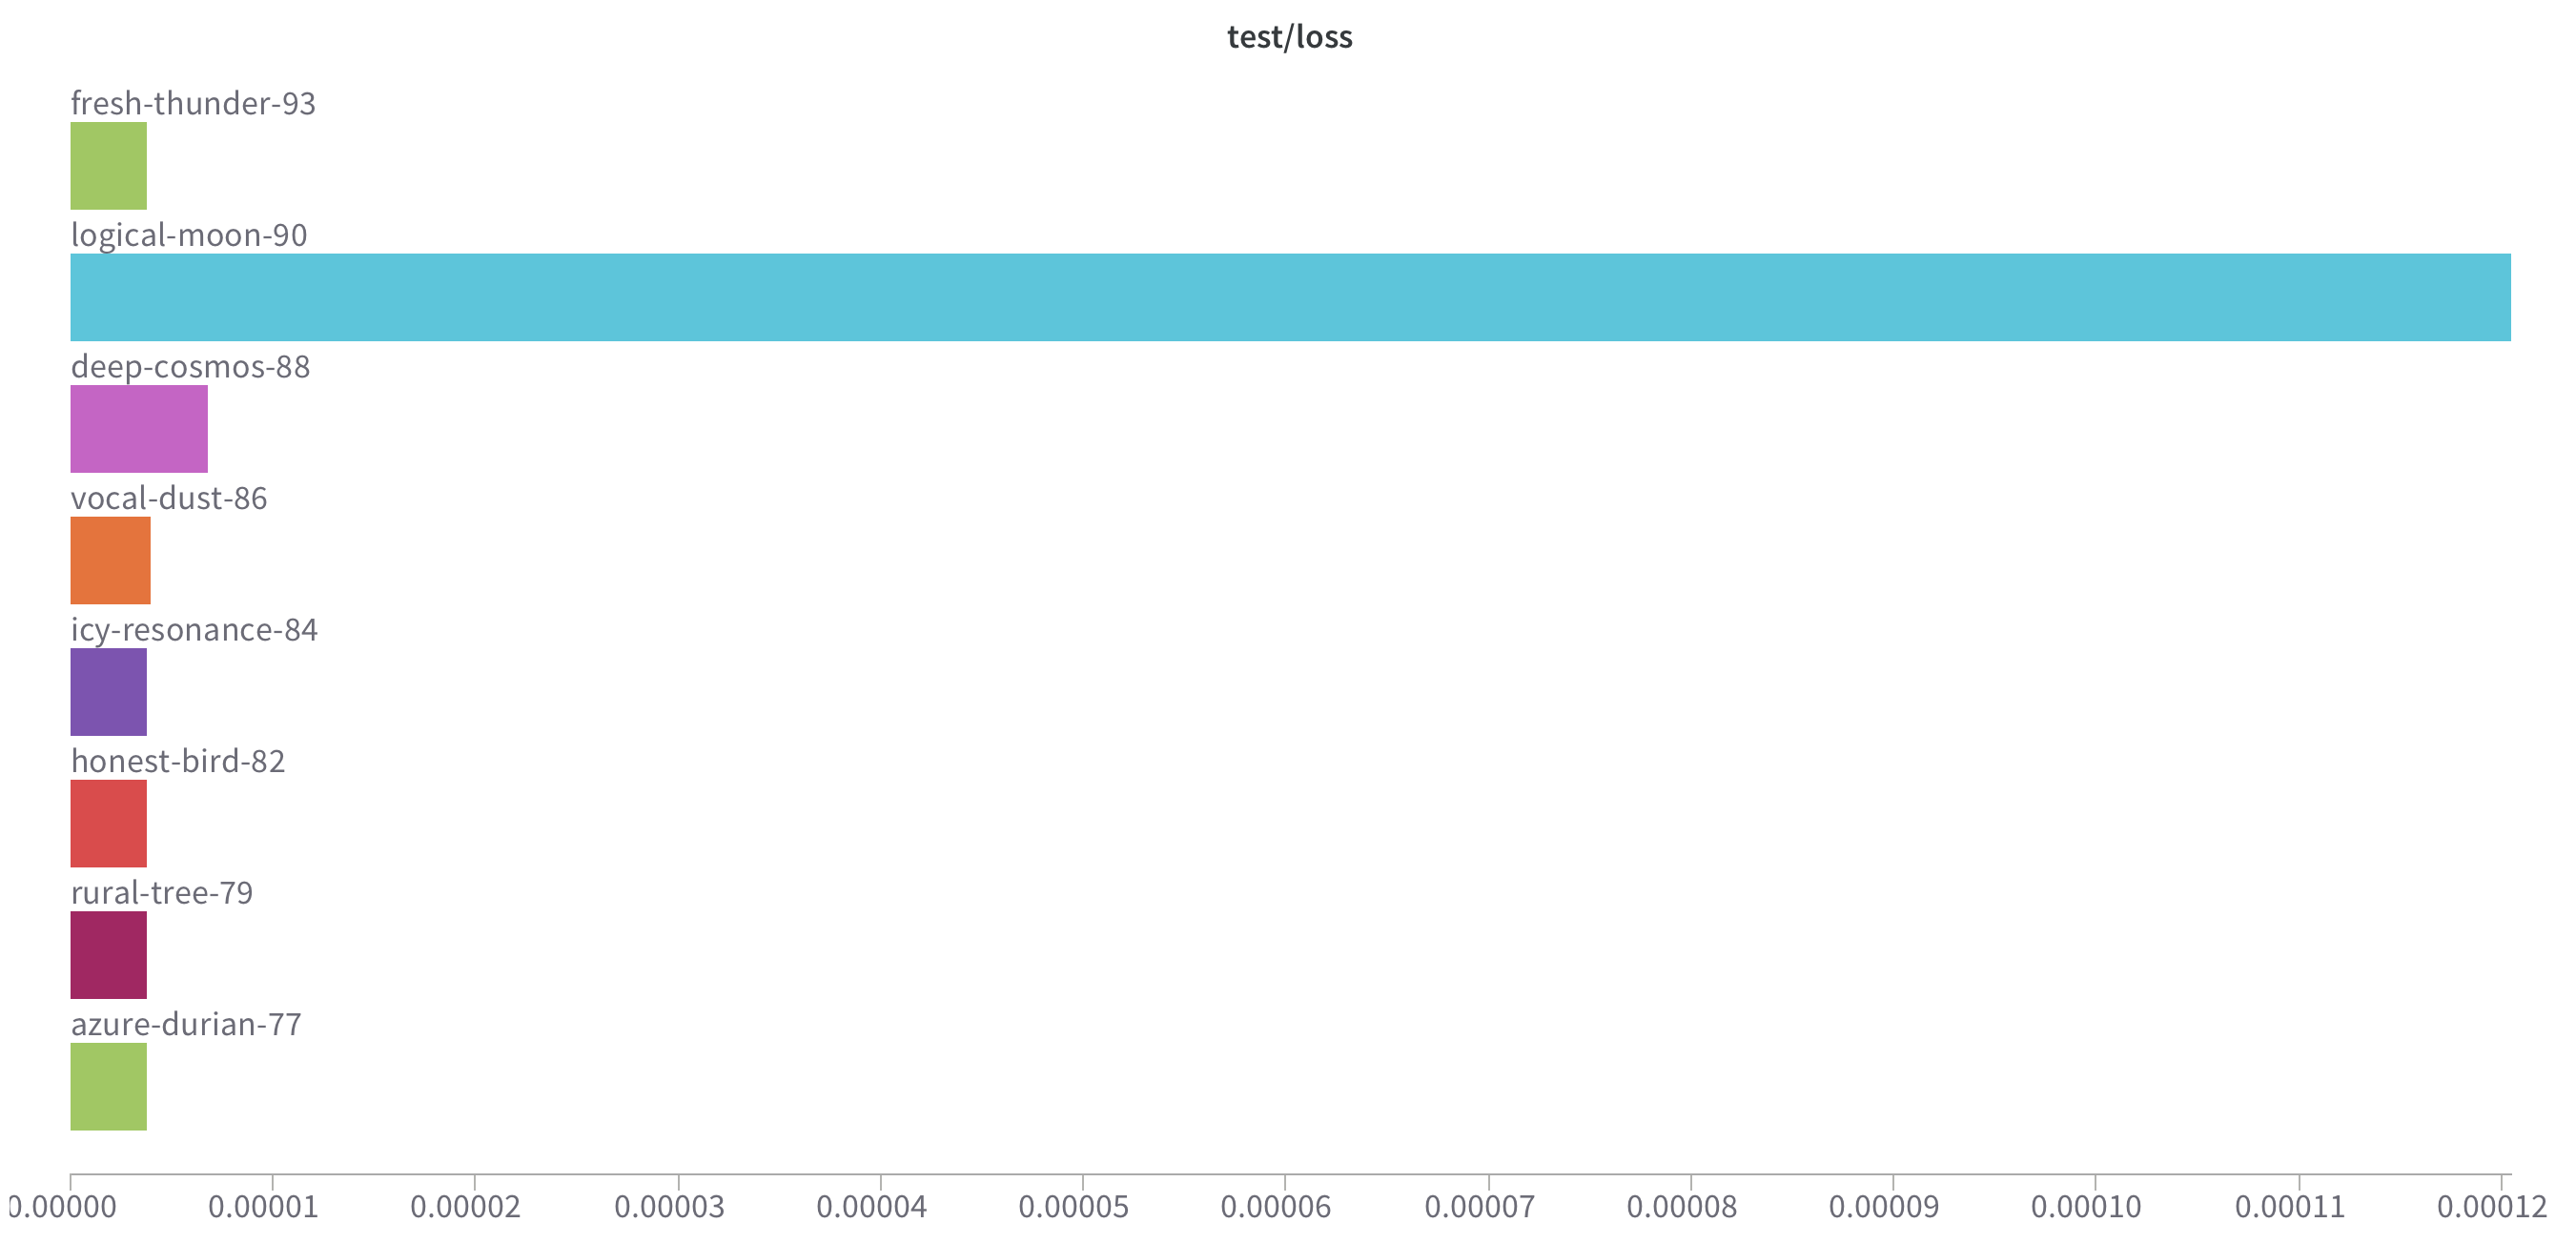 test/loss
fresh-thunder-93
logical-moon-90
deep-cosmos-88
vocal-dust-86
icy-resonance-84
honest-bird-82
rural-tree-79
azure-durian-77
0.00000 0.00001 0.00002 0.00003 0.00004 0.00005 0.00006 0.00007 0.00008 0.00009 0.00010 0.00011 0.00012